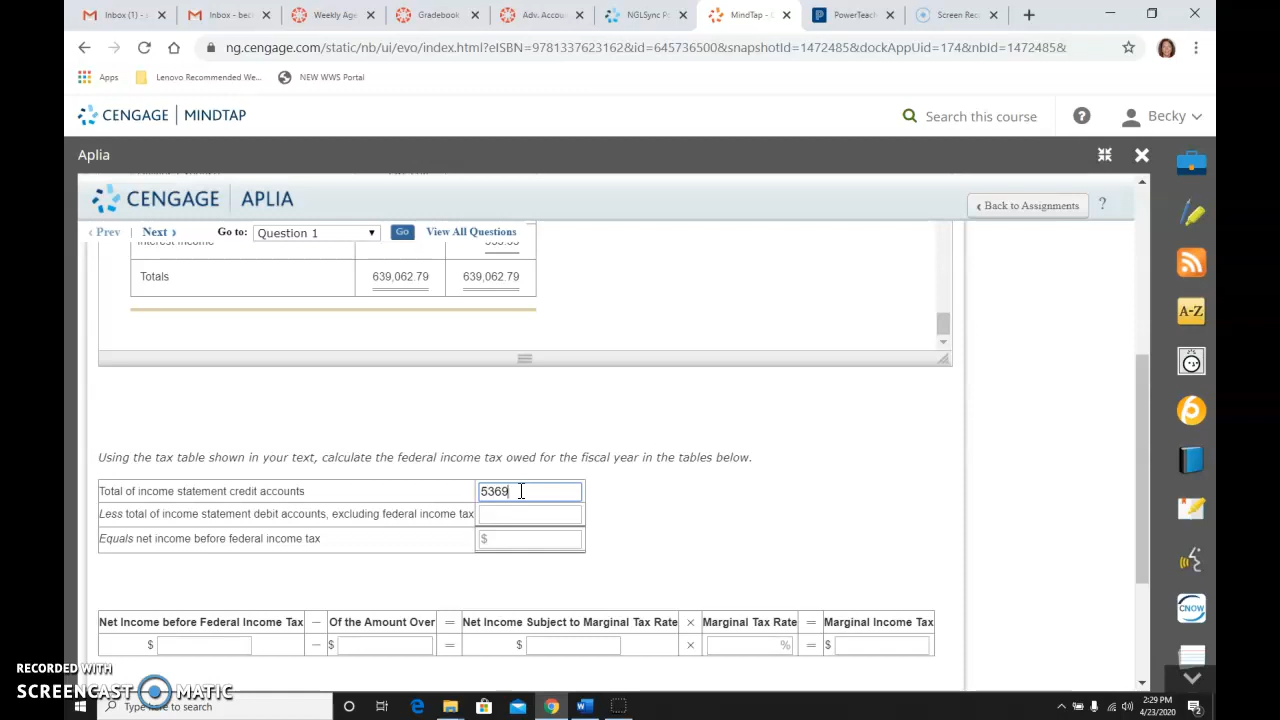 Inbox (1) - s
Inbox - bec
Weekly Age
Gradebook
Adv. Accou
NGLSync P
MindTap - C
PowerTeach
Screen Rec
ng.cengage.com/static/nb/ui/evo/index.html?eISBN=9781337623162&id=645736500&snapshotId=1472485&dockAppUid=174&nbId=1472485&
Apps
Lenovo Recommended We...
NEW WWS Portal
CENGAGE | MINDTAP
Search this course
Becky
Aplia
CENGAGE | APLIA
‹ Back to Assignments
?
‹ Prev
Next ›
Go to:
Question 1
Go
View All Questions
Interest Income
Totals
639,062.79
639,062.79
Using the tax table shown in your text, calculate the federal income tax owed for the fiscal year in the tables below.
Total of income statement credit accounts
5369
Less total of income statement debit accounts, excluding federal income tax
Equals net income before federal income tax
$
Net Income before Federal Income Tax − Of the Amount Over = Net Income Subject to Marginal Tax Rate × Marginal Tax Rate = Marginal Income Tax
$ − $ = $ × % = $
A-Z
CNOW
RECORDED WITH
SCREENCAST MATIC
Type here to search
2:29 PM
4/23/2020
2